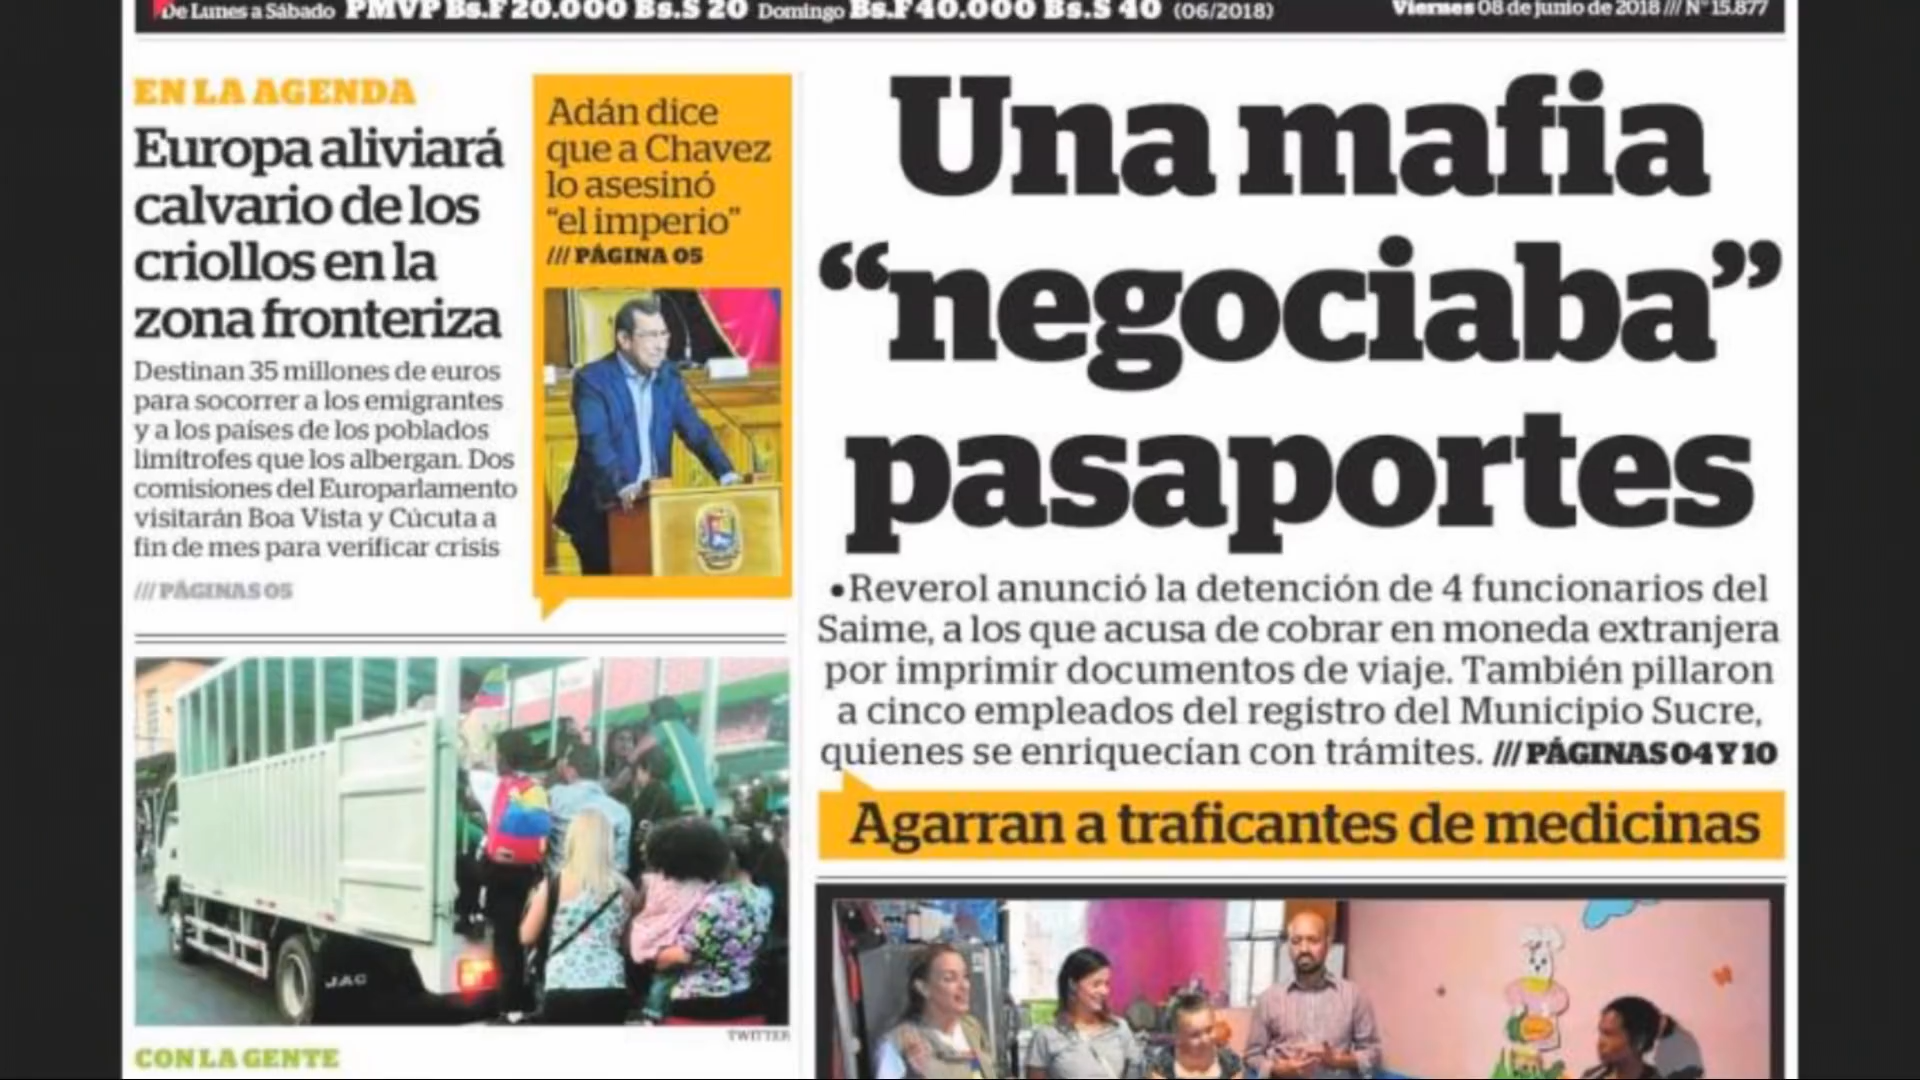 De Lunes a Sábado PMVP Bs.F 20.000 Bs.S 20 Domingo Bs.F 40.000 Bs.S 40 (06/2018)
Viernes 08 de junio de 2018 /// N° 15.877
EN LA AGENDA
Europa aliviará
calvario de los
criollos en la
zona fronteriza
Destinan 35 millones de euros
para socorrer a los emigrantes
y a los países de los poblados
limítrofes que los albergan. Dos
comisiones del Europarlamento
visitarán Boa Vista y Cúcuta a
fin de mes para verificar crisis
/// PÁGINAS 05
Adán dice
que a Chavez
lo asesinó
“el imperio”
/// PÁGINA 05
JAC
TWITTER
CON LA GENTE
Una mafia
“negociaba”
pasaportes
•Reverol anunció la detención de 4 funcionarios del
Saime, a los que acusa de cobrar en moneda extranjera
por imprimir documentos de viaje. También pillaron
a cinco empleados del registro del Municipio Sucre,
quienes se enriquecían con trámites. /// PÁGINAS 04 Y 10
Agarran a traficantes de medicinas